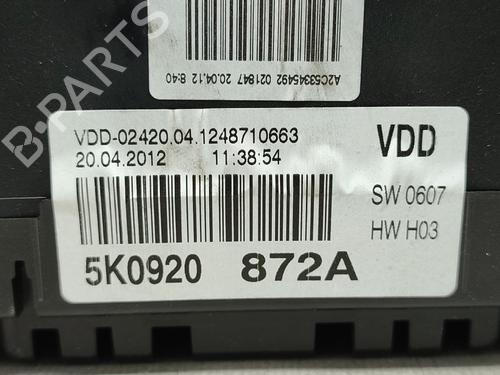 A2C53345492 021847 20.04.12 8:40
B-PARTS
VDD-02420.04.1248710663
20.04.2012 11:38:54
VDD
SW 0607
HW H03
5K0920 872A